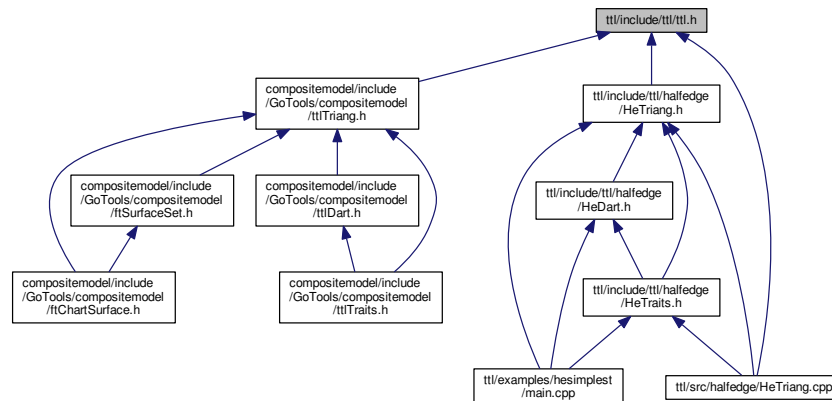 ttl/include/ttl/ttl.h
compositemodel/include
/GoTools/compositemodel
/ttlTriang.h
ttl/include/ttl/halfedge
/HeTriang.h
compositemodel/include
/GoTools/compositemodel
/ftSurfaceSet.h
compositemodel/include
/GoTools/compositemodel
/ttlDart.h
ttl/include/ttl/halfedge
/HeDart.h
compositemodel/include
/GoTools/compositemodel
/ftChartSurface.h
compositemodel/include
/GoTools/compositemodel
/ttlTraits.h
ttl/include/ttl/halfedge
/HeTraits.h
ttl/examples/hesimplest
/main.cpp
ttl/src/halfedge/HeTriang.cpp